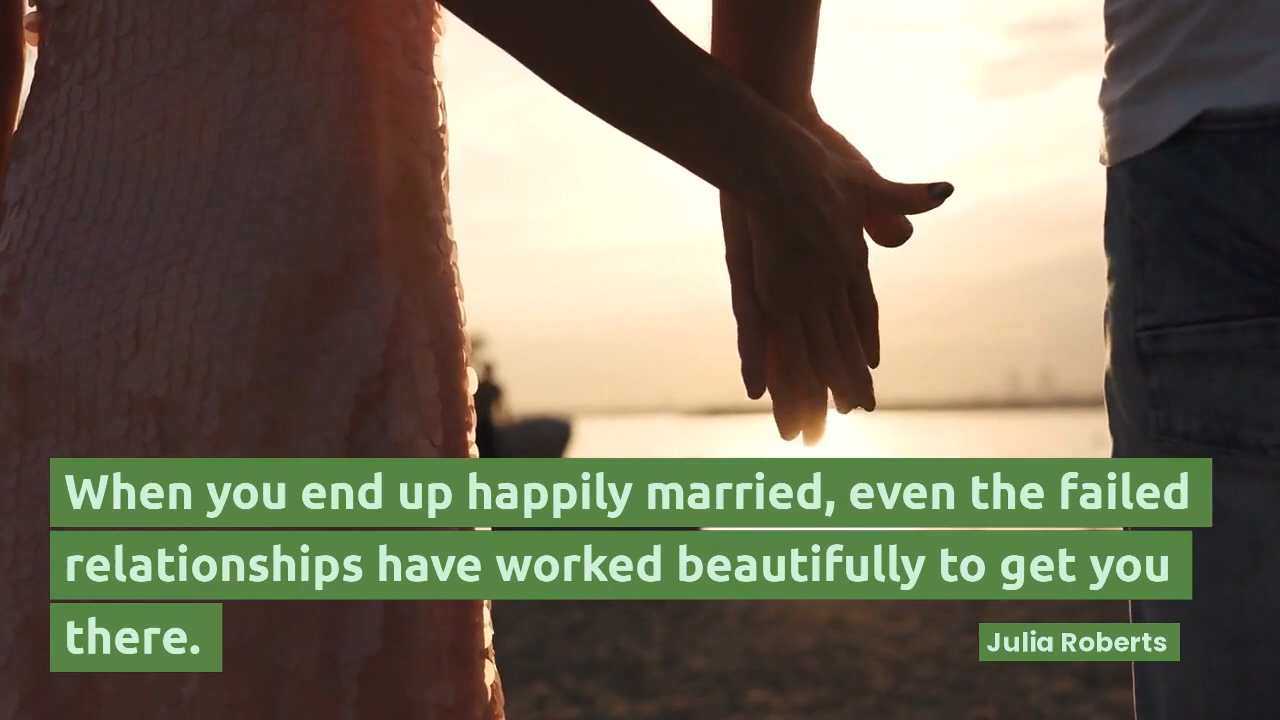 When you end up happily married, even the failed
relationships have worked beautifully to get you
there.
Julia Roberts